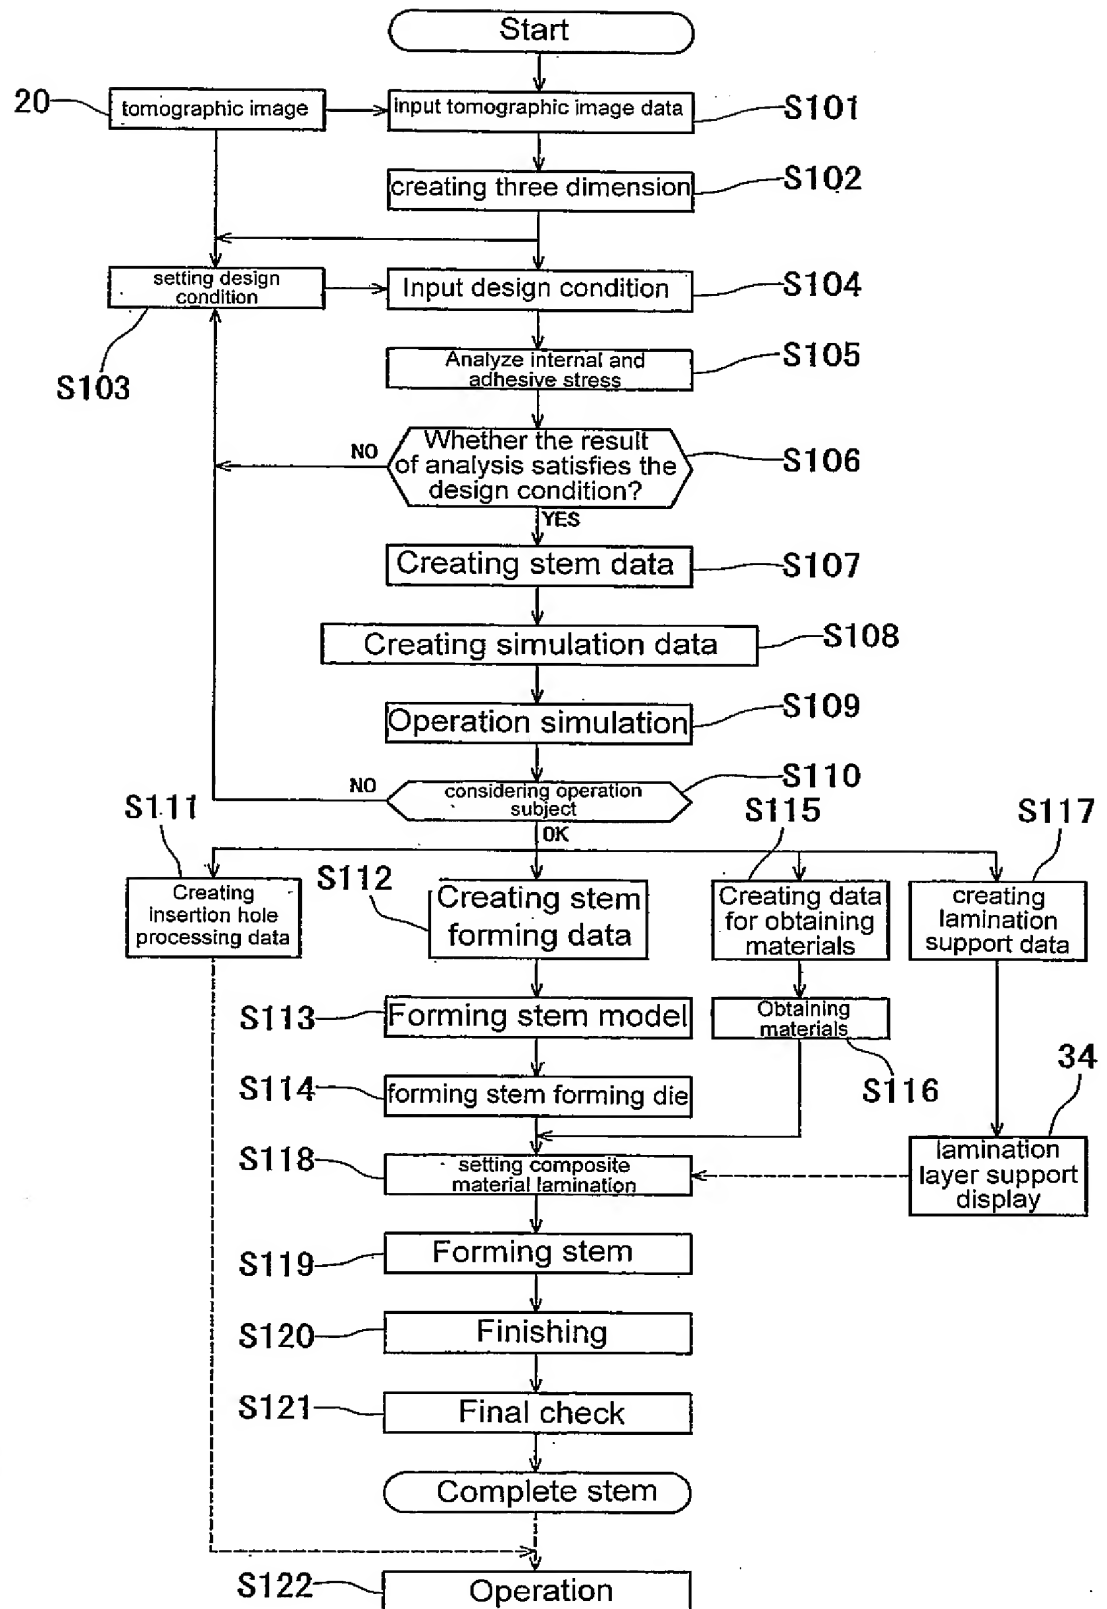 Start
20
tomographic image
input tomographic image data
S101
creating three dimension
S102
setting design
condition
Input design condition
S104
S103
Analyze internal and
adhesive stress
S105
NO
Whether the result
of analysis satisfies the
design condition?
S106
YES
Creating stem data
S107
Creating simulation data
S108
Operation simulation
S109
NO
considering operation
subject
S110
OK
S111
S112
S115
S117
Creating
insertion hole
processing data
Creating stem
forming data
Creating data
for obtaining
materials
creating
lamination
support data
S113
Forming stem model
Obtaining
materials
S116
34
S114
forming stem forming die
S118
setting composite
material lamination
lamination
layer support
display
S119
Forming stem
S120
Finishing
S121
Final check
Complete stem
S122
Operation